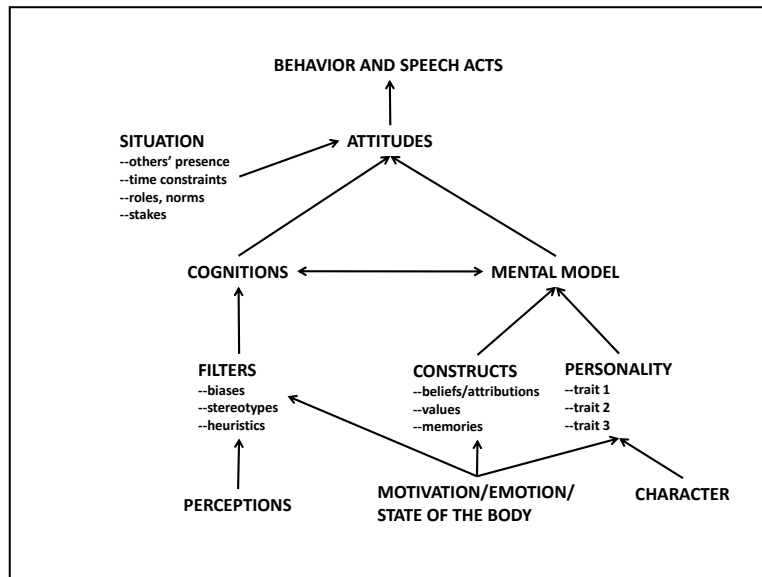 BEHAVIOR AND SPEECH ACTS
SITUATION
--others’ presence
--time constraints
--roles, norms
--stakes
ATTITUDES
COGNITIONS
MENTAL MODEL
FILTERS
--biases
--stereotypes
--heuristics
CONSTRUCTS
--beliefs/attributions
--values
--memories
PERSONALITY
--trait 1
--trait 2
--trait 3
PERCEPTIONS
MOTIVATION/EMOTION/
STATE OF THE BODY
CHARACTER